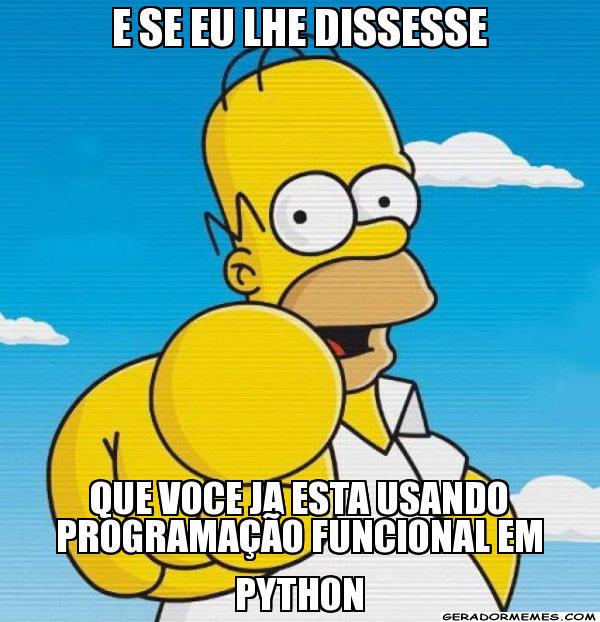 E SE EU LHE DISSESSE
QUE VOCE JA ESTA USANDO
PROGRAMAÇÃO FUNCIONAL EM
PYTHON
GERADORMEMES.COM